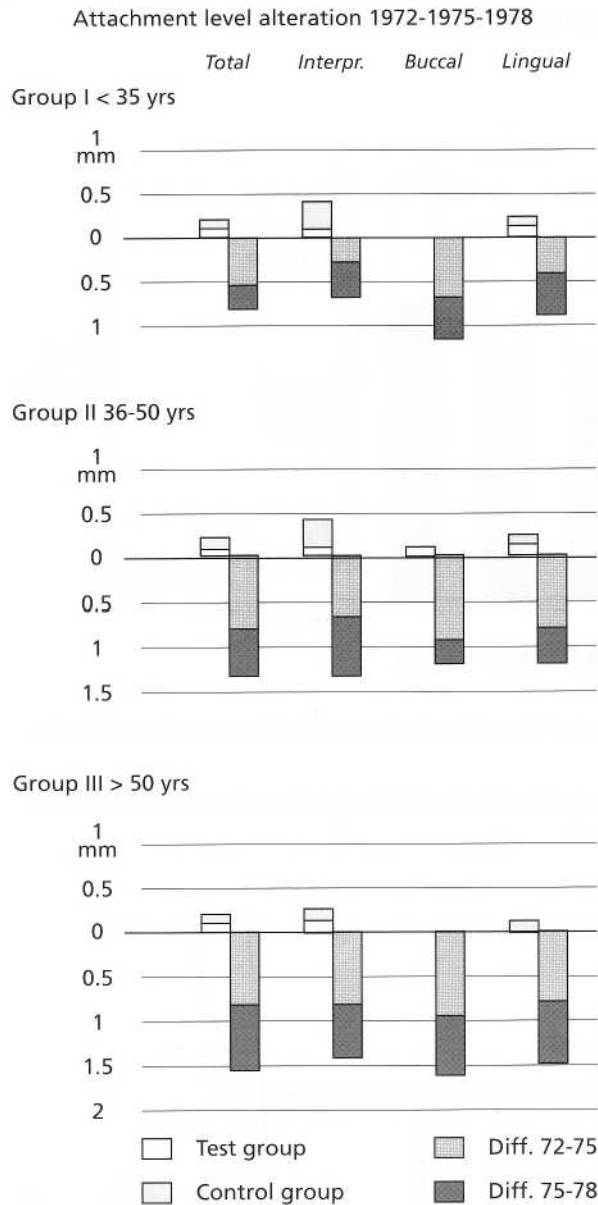 Attachment level alteration 1972-1975-1978
Total Interpr. Buccal Lingual
Group I < 35 yrs
1
mm
0.5
0
0.5
1
Group II 36-50 yrs
1
mm
0.5
0
0.5
1
1.5
Group III > 50 yrs
1
mm
0.5
0
0.5
1
1.5
2
Test group Diff. 72-75
Control group Diff. 75-78